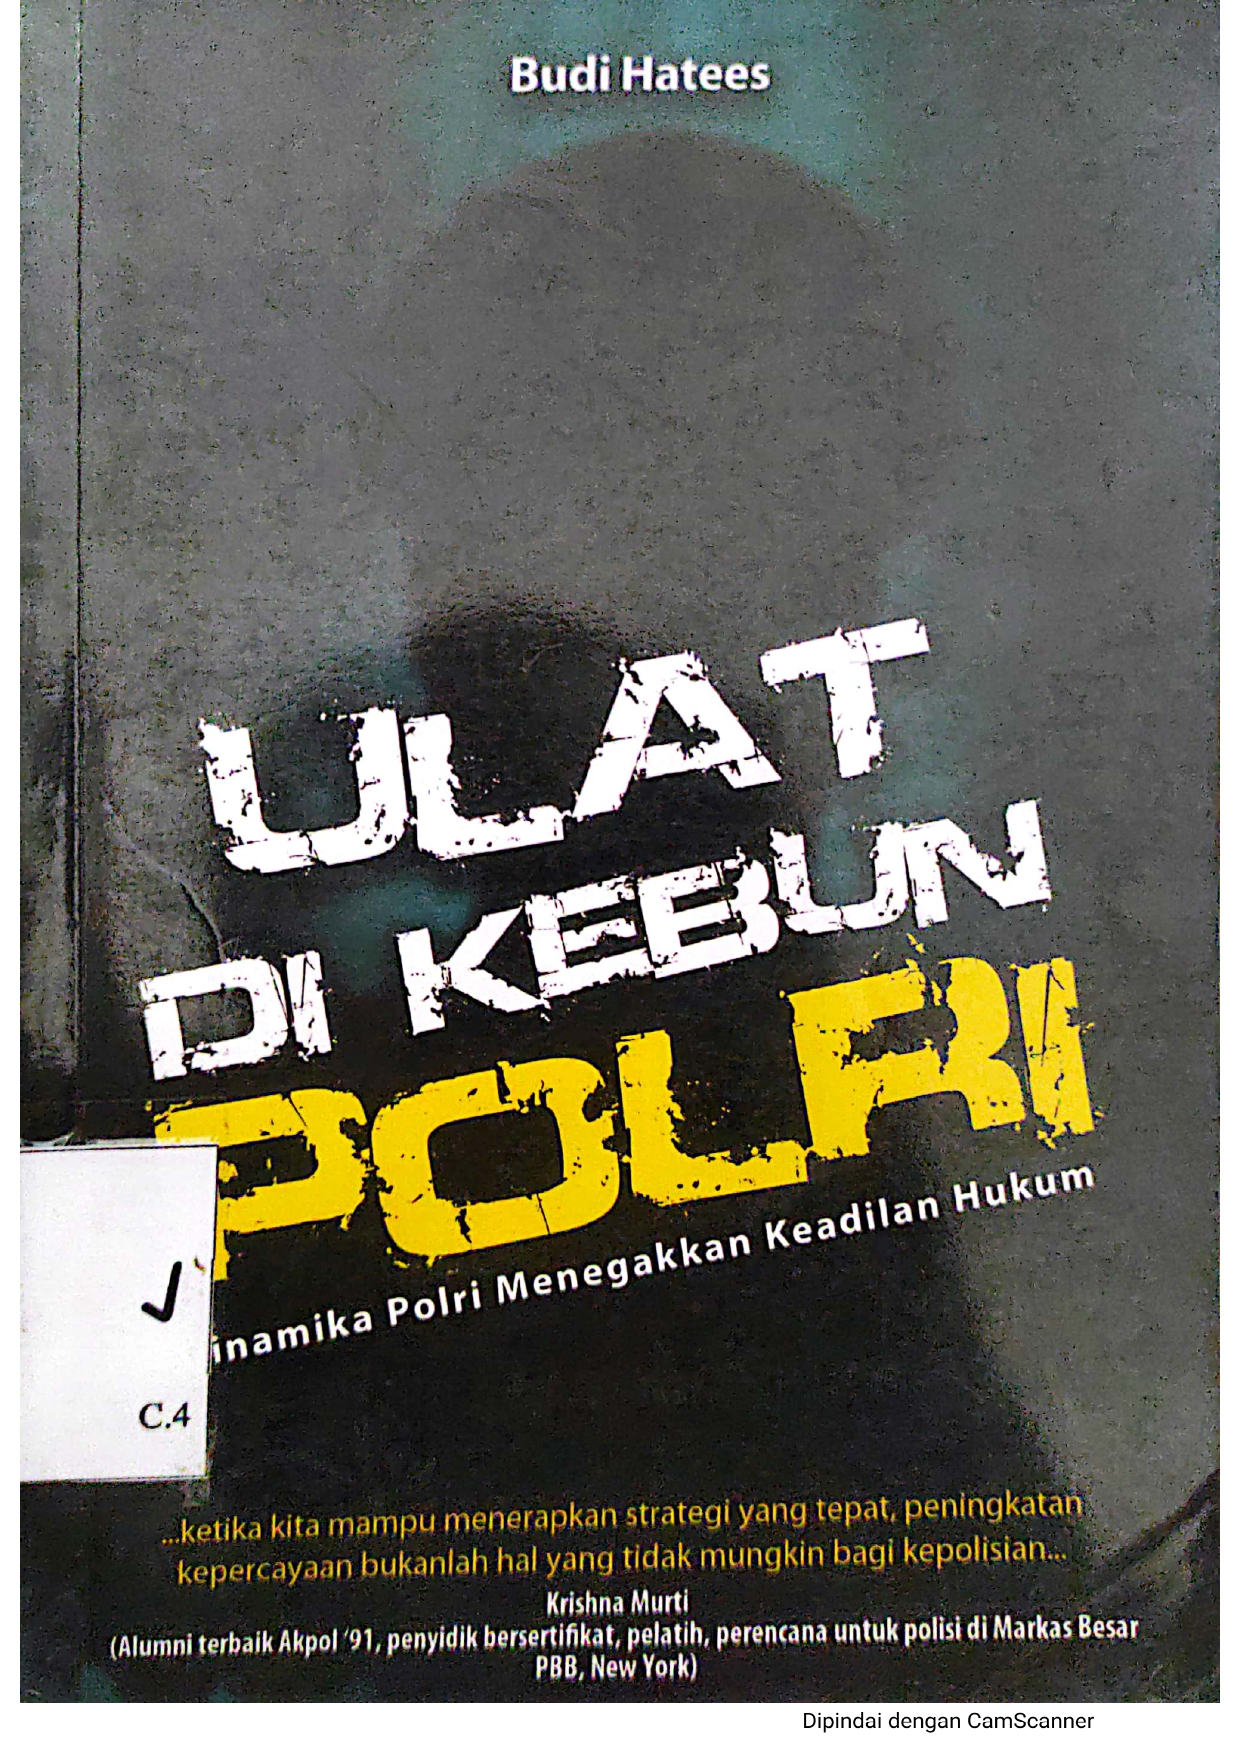 Budi Hatees
ULAT
DI KEBUN
POLRI
inamika Polri Menegakkan Keadilan Hukum
C.4
...ketika kita mampu menerapkan strategi yang tepat, peningkatan
kepercayaan bukanlah hal yang tidak mungkin bagi kepolisian...
Krishna Murti
(Alumni terbaik Akpol '91, penyidik bersertifikat, pelatih, perencana untuk polisi di Markas Besar
PBB, New York)
Dipindai dengan CamScanner